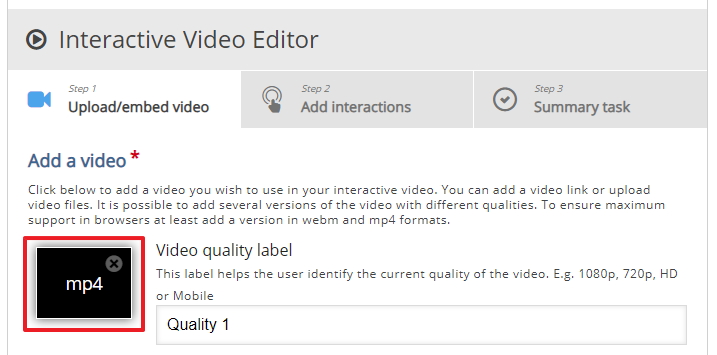 Interactive Video Editor
Step 1
Upload/embed video
Step 2
Add interactions
Step 3
Summary task
Add a video *
Click below to add a video you wish to use in your interactive video. You can add a video link or upload
video files. It is possible to add several versions of the video with different qualities. To ensure maximum
support in browsers at least add a version in webm and mp4 formats.
mp4
Video quality label
This label helps the user identify the current quality of the video. E.g. 1080p, 720p, HD
or Mobile
Quality 1